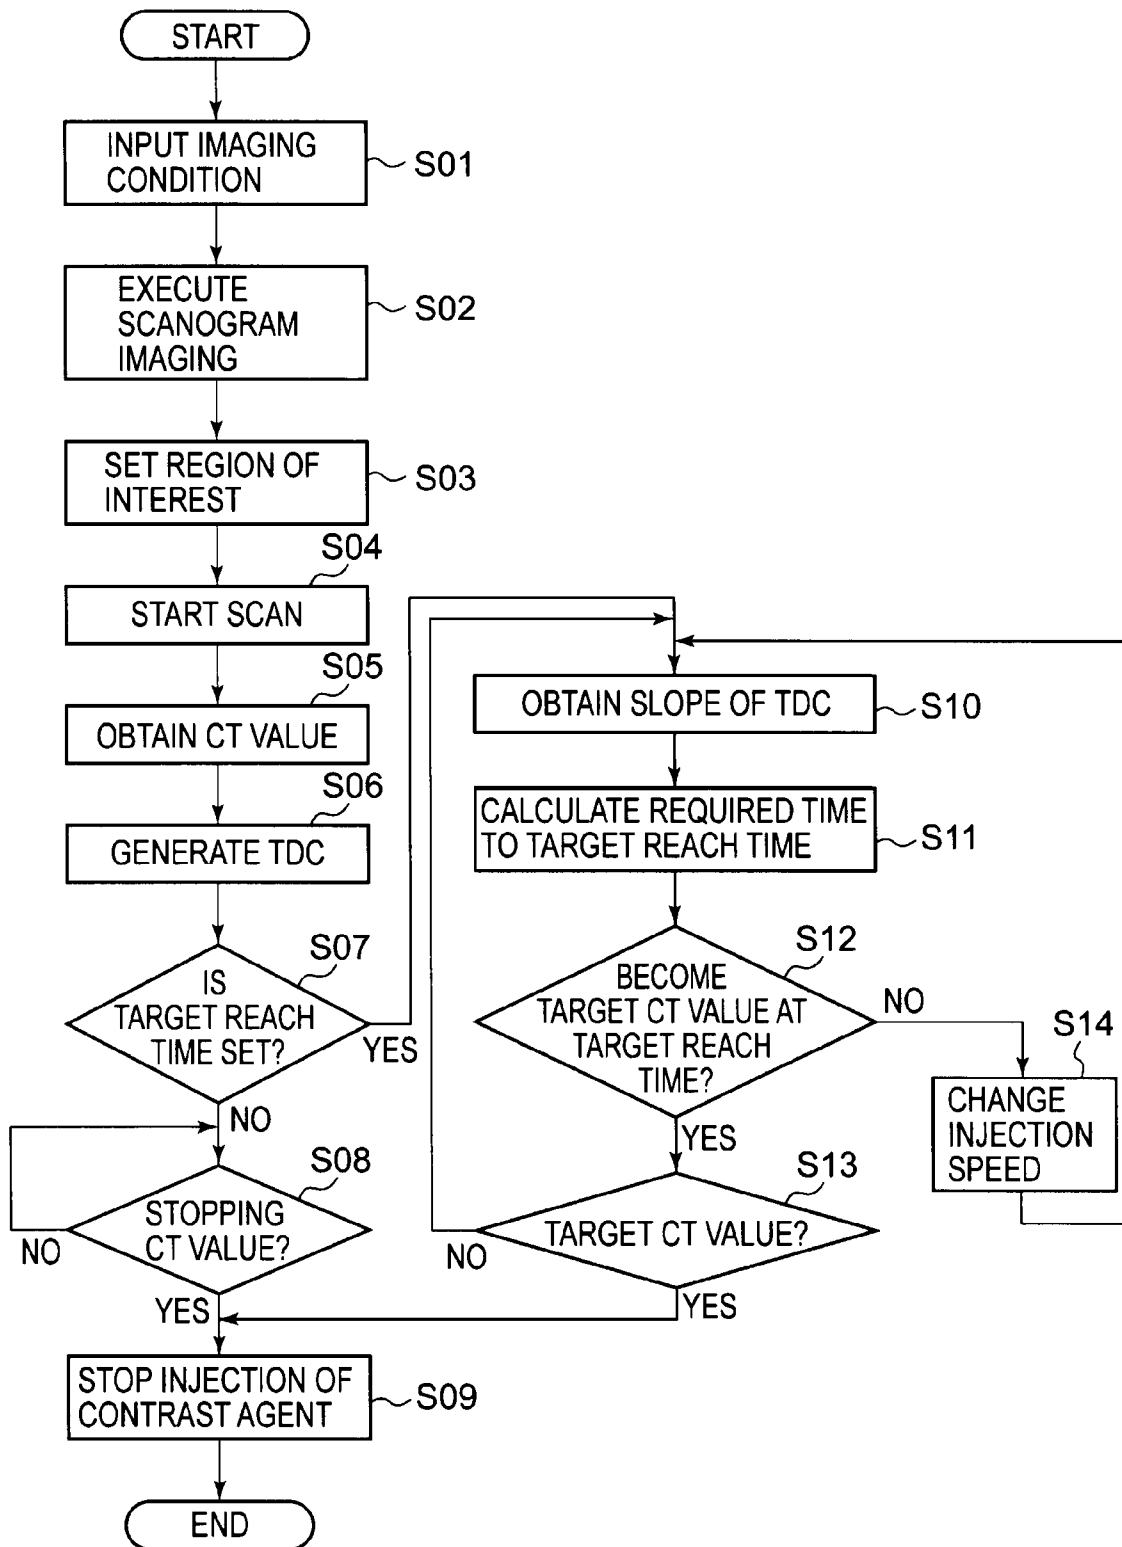 START
INPUT IMAGING
CONDITION
S01
EXECUTE
SCANOGRAM
IMAGING
S02
SET REGION OF
INTEREST
S03
S04
START SCAN
S05
OBTAIN CT VALUE
S06
GENERATE TDC
S07
IS
TARGET REACH
TIME SET?
YES
NO
S08
STOPPING
CT VALUE?
NO
YES
STOP INJECTION OF
CONTRAST AGENT
S09
END
OBTAIN SLOPE OF TDC
S10
CALCULATE REQUIRED TIME
TO TARGET REACH TIME
S11
S12
BECOME
TARGET CT VALUE AT
TARGET REACH
TIME?
NO
YES
S13
TARGET CT VALUE?
NO
YES
S14
CHANGE
INJECTION
SPEED